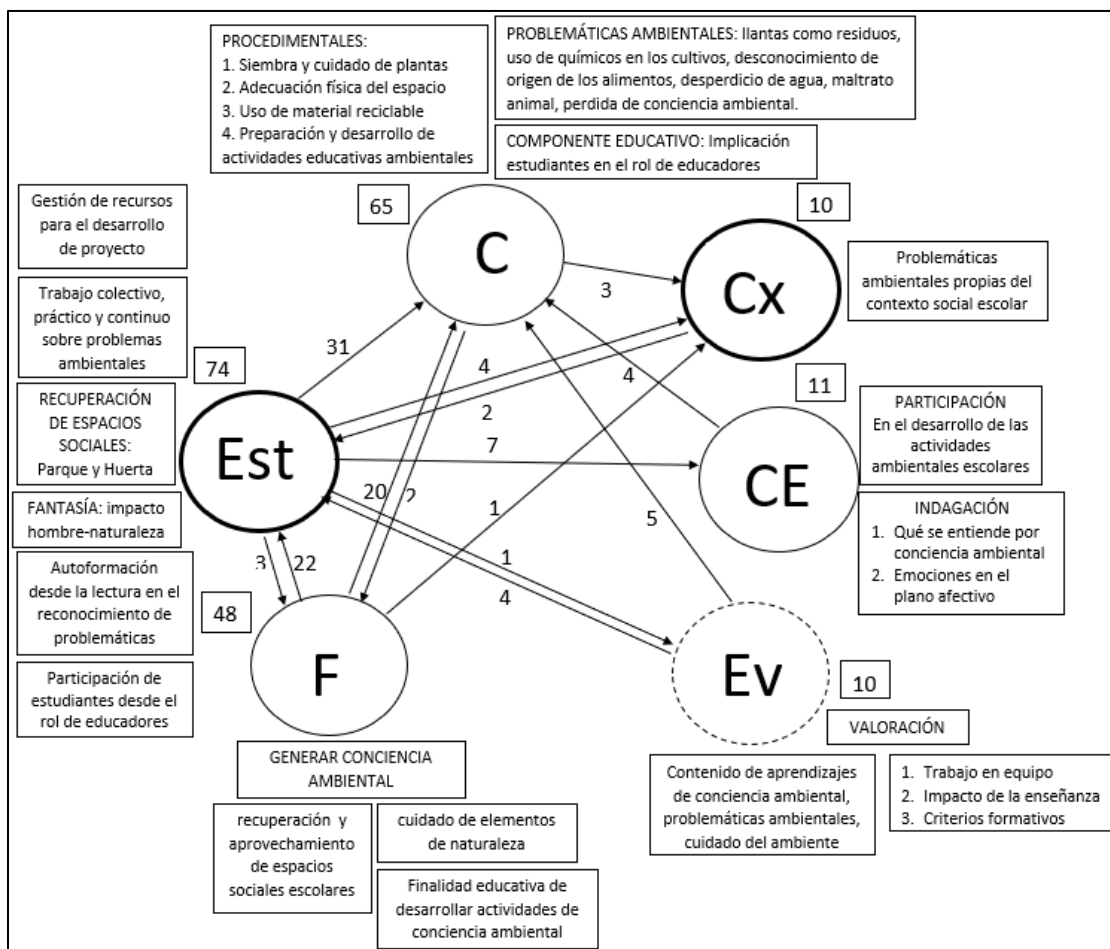 PROCEDIMENTALES:
1. Siembra y cuidado de plantas
2. Adecuación física del espacio
3. Uso de material reciclable
4. Preparación y desarrollo de
actividades educativas ambientales
PROBLEMÁTICAS AMBIENTALES: llantas como residuos,
uso de químicos en los cultivos, desconocimiento de
origen de los alimentos, desperdicio de agua, maltrato
animal, perdida de conciencia ambiental.
COMPONENTE EDUCATIVO: Implicación
estudiantes en el rol de educadores
Gestión de recursos
para el desarrollo
de proyecto
Trabajo colectivo,
práctico y continuo
sobre problemas
ambientales
RECUPERACIÓN
DE ESPACIOS
SOCIALES:
Parque y Huerta
FANTASÍA: impacto
hombre-naturaleza
Autoformación
desde la lectura en el
reconocimiento de
problemáticas
Participación de
estudiantes desde el
rol de educadores
65
C
10
Cx
Problemáticas
ambientales propias del
contexto social escolar
3
31
4
2
4
74
Est
7
11
CE
PARTICIPACIÓN
En el desarrollo de las
actividades
ambientales escolares
INDAGACIÓN
1. Qué se entiende por
conciencia ambiental
2. Emociones en el
plano afectivo
20
2
1
5
3
22
1
4
48
F
Ev
10
VALORACIÓN
GENERAR CONCIENCIA
AMBIENTAL
recuperación y
aprovechamiento
de espacios
sociales escolares
cuidado de elementos
de naturaleza
Finalidad educativa de
desarrollar actividades de
conciencia ambiental
Contenido de aprendizajes
de conciencia ambiental,
problemáticas ambientales,
cuidado del ambiente
1. Trabajo en equipo
2. Impacto de la enseñanza
3. Criterios formativos